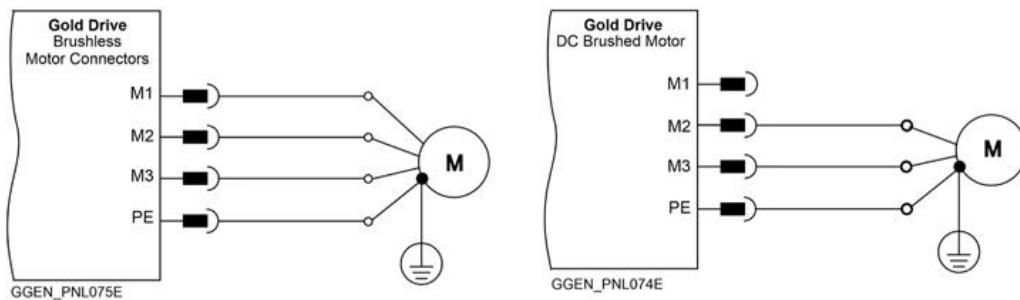 Gold Drive
Brushless
Motor Connectors
M1
M2
M3
PE
M
GGEN_PNL075E
Gold Drive
DC Brushed Motor
M1
M2
M3
PE
M
GGEN_PNL074E